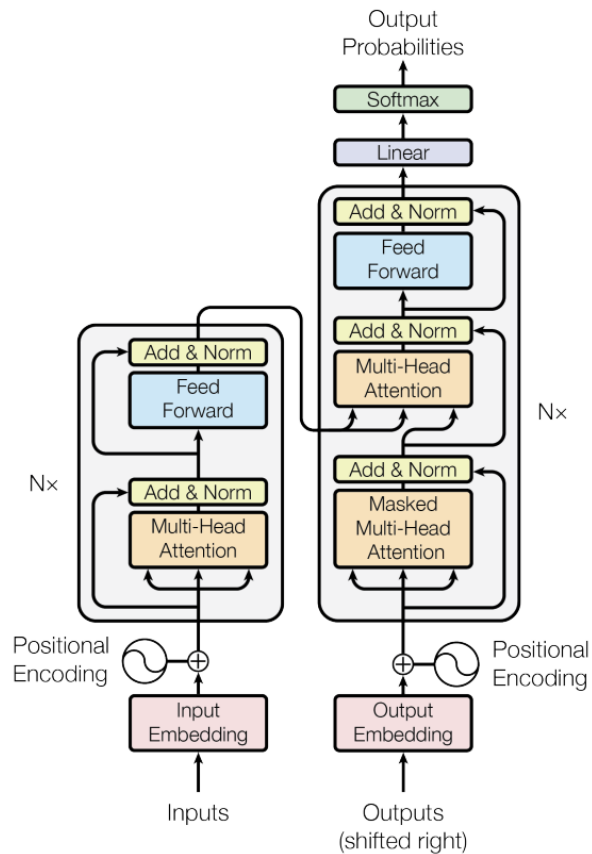 Output
Probabilities
Softmax
Linear
Add & Norm
Feed
Forward
Add & Norm
Multi-Head
Attention
Add & Norm
Masked
Multi-Head
Attention
N×
Positional
Encoding
Output
Embedding
Outputs
(shifted right)
Add & Norm
Feed
Forward
Add & Norm
Multi-Head
Attention
N×
Positional
Encoding
Input
Embedding
Inputs